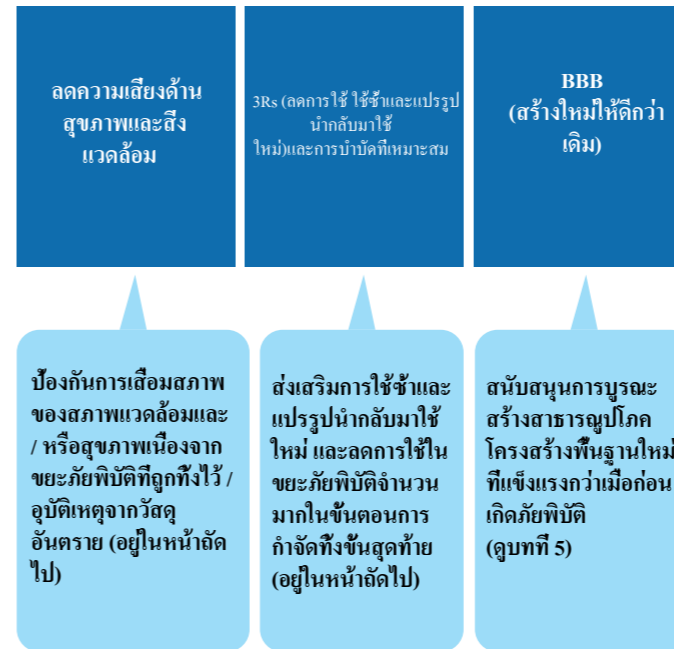 ลดความเสี่ยงด้าน
สุขภาพและสิ่ง
แวดล้อม
3Rs (ลดการใช้ ใช้ซ้ำและแปรรูป
นำกลับมาใช้
ใหม่)และการบำบัดที่เหมาะสม
BBB
(สร้างใหม่ให้ดีกว่า
เดิม)
ป้องกันการเสื่อมสภาพ
ของสภาพแวดล้อมและ
/ หรือสุขภาพเนื่องจาก
ขยะภัยพิบัติที่ถูกทิ้งไว้ /
อุบัติเหตุจากวัสดุ
อันตราย (อยู่ในหน้าถัด
ไป)
ส่งเสริมการใช้ซ้ำและ
แปรรูปนำกลับมาใช้
ใหม่ และลดการใช้ใน
ขยะภัยพิบัติจำนวน
มากในขั้นตอนการ
กำจัดทิ้งขั้นสุดท้าย
(อยู่ในหน้าถัดไป)
สนับสนุนการบูรณะ
สร้างสาธารณูปโภค
โครงสร้างพื้นฐานใหม่
ที่แข็งแรงกว่าเมื่อก่อน
เกิดภัยพิบัติ
(ดูบทที่ 5)